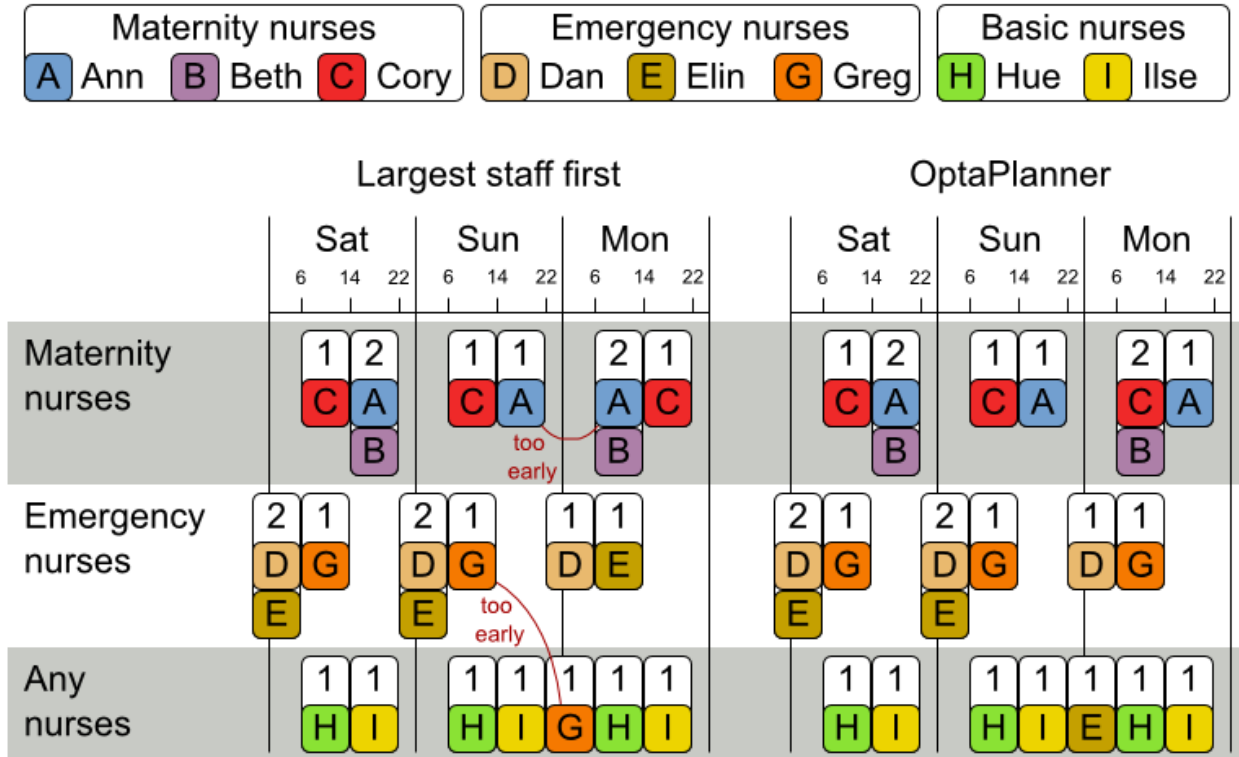 Maternity nurses Emergency nurses Basic nurses
A Ann B Beth C Cory D Dan E Elin G Greg H Hue I Ilse
Largest staff first OptaPlanner
Sat Sun Mon Sat Sun Mon
6 14 22 6 14 22 6 14 22 6 14 22 6 14 22 6 14 22
Maternity 1 2 1 1 2 1 1 2 1 1 2 1
nurses C A C A A C C A C A C A
B too B B B
early
Emergency 2 1 2 1 1 1 2 1 2 1 1 1
nurses D G D G D E D G D G D G
E E too E E
early
Any 1 1 1 1 1 1 1 1 1 1 1 1 1 1
nurses H I H I G H I H I H I E H I